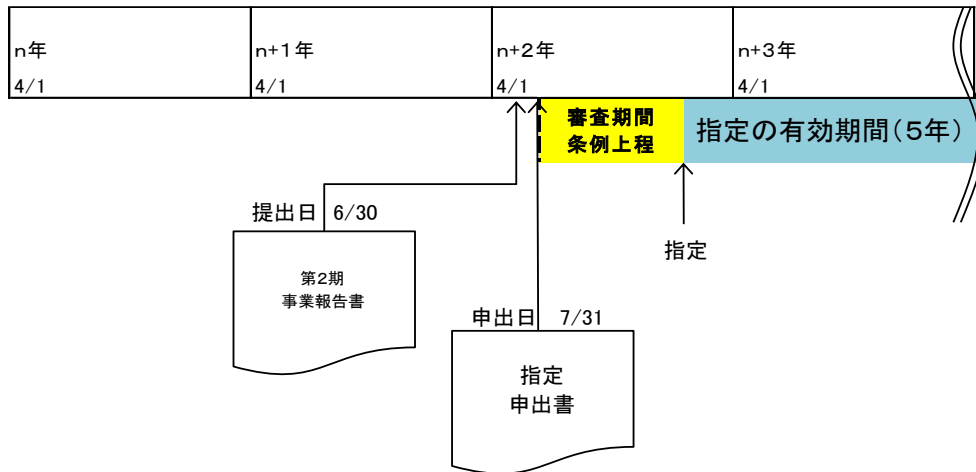 n年
4/1
n+1年
4/1
n+2年
4/1
n+3年
4/1
審査期間
条例上程
指定の有効期間(5年)
提出日 6/30
指定
第2期
事業報告書
申出日 7/31
指定
申出書